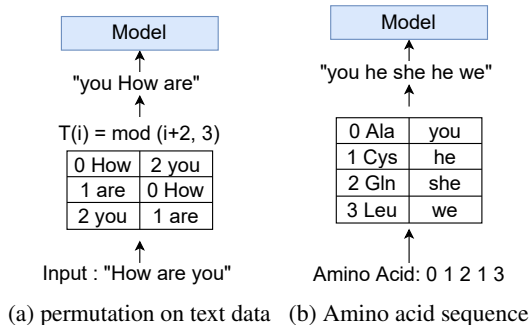 Model
"you How are"
T(i) = mod (i+2, 3)
0 How 2 you
1 are 0 How
2 you 1 are
Input : "How are you"
(a) permutation on text data
Model
"you he she he we"
0 Ala you
1 Cys he
2 Gln she
3 Leu we
Amino Acid: 0 1 2 1 3
(b) Amino acid sequence